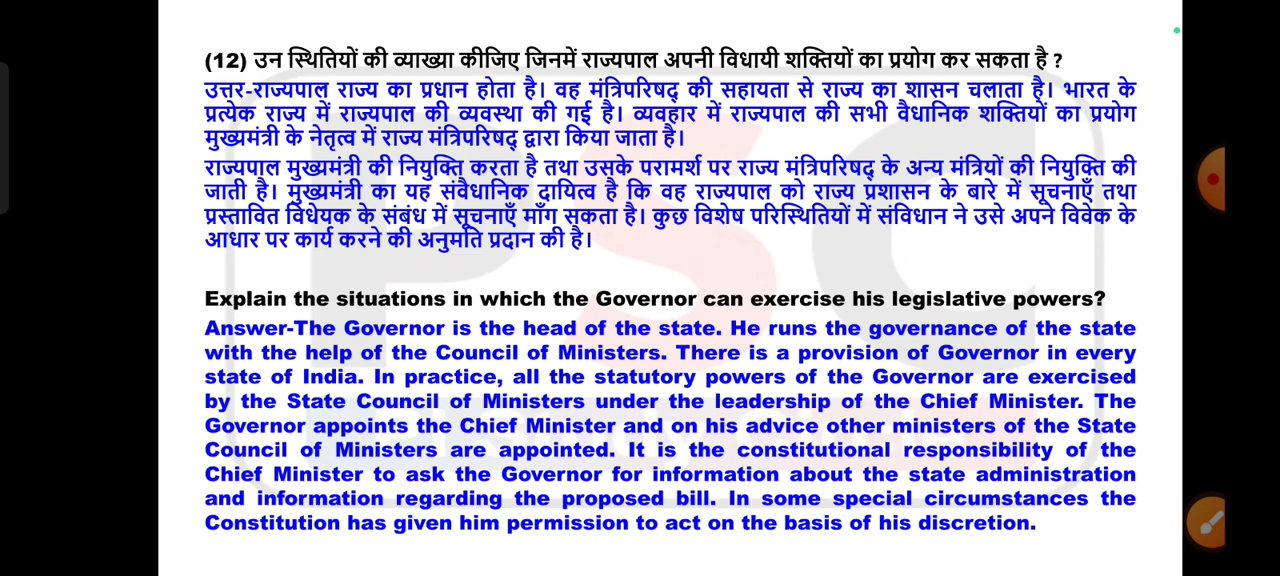 (12) उन स्थितियों की व्याख्या कीजिए जिनमें राज्यपाल अपनी विधायी शक्तियों का प्रयोग कर सकता है ?
उत्तर-राज्यपाल राज्य का प्रधान होता है। वह मंत्रिपरिषद् की सहायता से राज्य का शासन चलाता है। भारत के
प्रत्येक राज्य में राज्यपाल की व्यवस्था की गई है। व्यवहार में राज्यपाल की सभी वैधानिक शक्तियों का प्रयोग
मुख्यमंत्री के नेतृत्व में राज्य मंत्रिपरिषद् द्वारा किया जाता है।
राज्यपाल मुख्यमंत्री की नियुक्ति करता है तथा उसके परामर्श पर राज्य मंत्रिपरिषद् के अन्य मंत्रियों की नियुक्ति की
जाती है। मुख्यमंत्री का यह संवैधानिक दायित्व है कि वह राज्यपाल को राज्य प्रशासन के बारे में सूचनाएँ तथा
प्रस्तावित विधेयक के संबंध में सूचनाएँ माँग सकता है। कुछ विशेष परिस्थितियों में संविधान ने उसे अपने विवेक के
आधार पर कार्य करने की अनुमति प्रदान की है।
Explain the situations in which the Governor can exercise his legislative powers?
Answer-The Governor is the head of the state. He runs the governance of the state
with the help of the Council of Ministers. There is a provision of Governor in every
state of India. In practice, all the statutory powers of the Governor are exercised
by the State Council of Ministers under the leadership of the Chief Minister. The
Governor appoints the Chief Minister and on his advice other ministers of the State
Council of Ministers are appointed. It is the constitutional responsibility of the
Chief Minister to ask the Governor for information about the state administration
and information regarding the proposed bill. In some special circumstances the
Constitution has given him permission to act on the basis of his discretion.
PSC